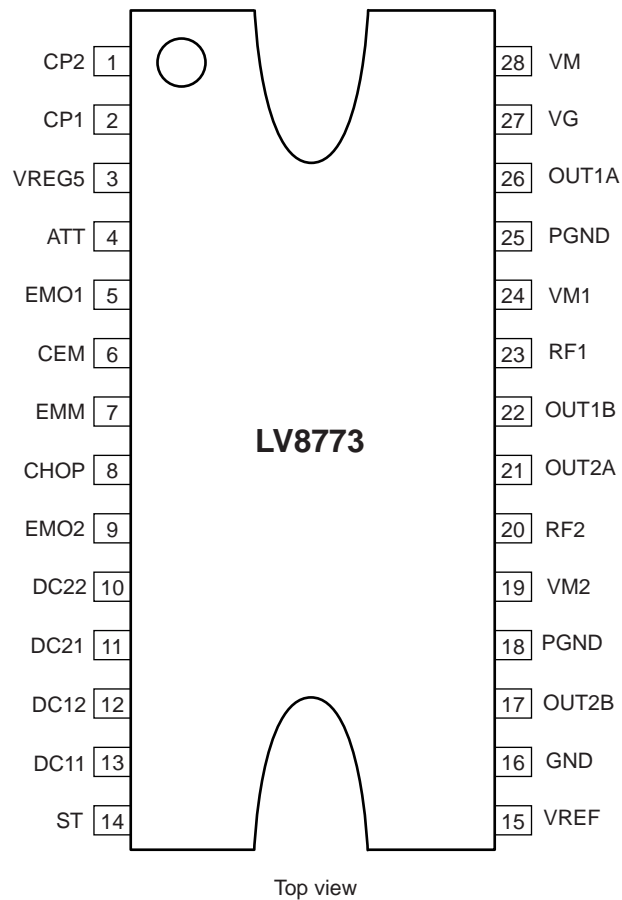 CP2 1 28 VM
CP1 2 27 VG
VREG5 3 26 OUT1A
ATT 4 25 PGND
EMO1 5 24 VM1
CEM 6 23 RF1
EMM 7 22 OUT1B
LV8773
CHOP 8 21 OUT2A
EMO2 9 20 RF2
DC22 10 19 VM2
DC21 11 18 PGND
DC12 12 17 OUT2B
DC11 13 16 GND
ST 14 15 VREF
Top view